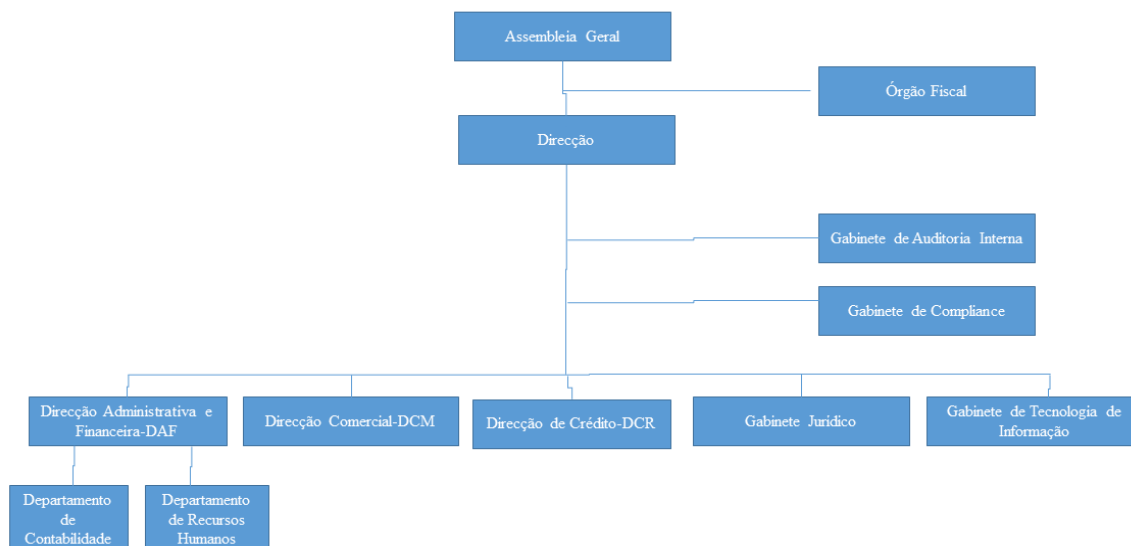 Assembleia Geral
Órgão Fiscal
Direcção
Gabinete de Auditoria Interna
Gabinete de Compliance
Direcção Administrativa e
Financeira-DAF
Direcção Comercial-DCM
Direcção de Crédito-DCR
Gabinete Jurídico
Gabinete de Tecnologia de
Informação
Departamento
de
Contabilidade
Departamento
de Recursos
Humanos